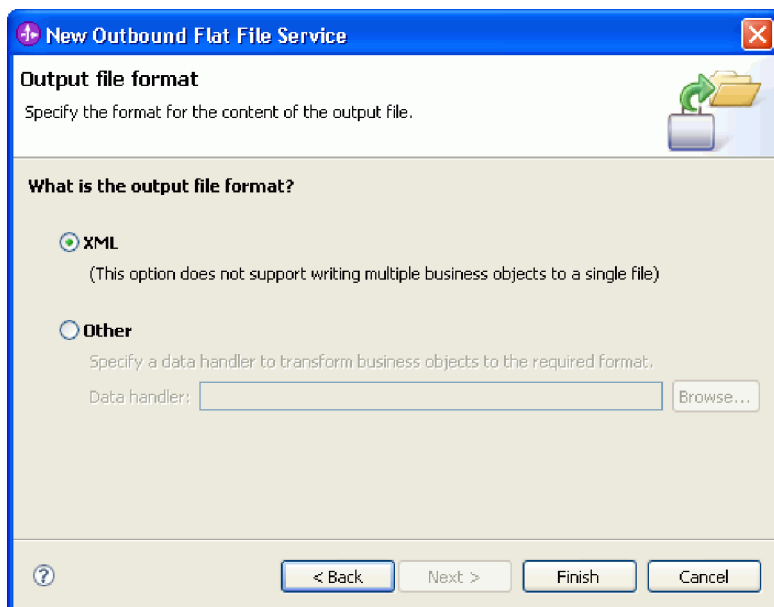 New Outbound Flat File Service
Output file format
Specify the format for the content of the output file.
What is the output file format?
XML
(This option does not support writing multiple business objects to a single file)
Other
Specify a data handler to transform business objects to the required format.
Data handler:
Browse...
?
< Back
Next >
Finish
Cancel